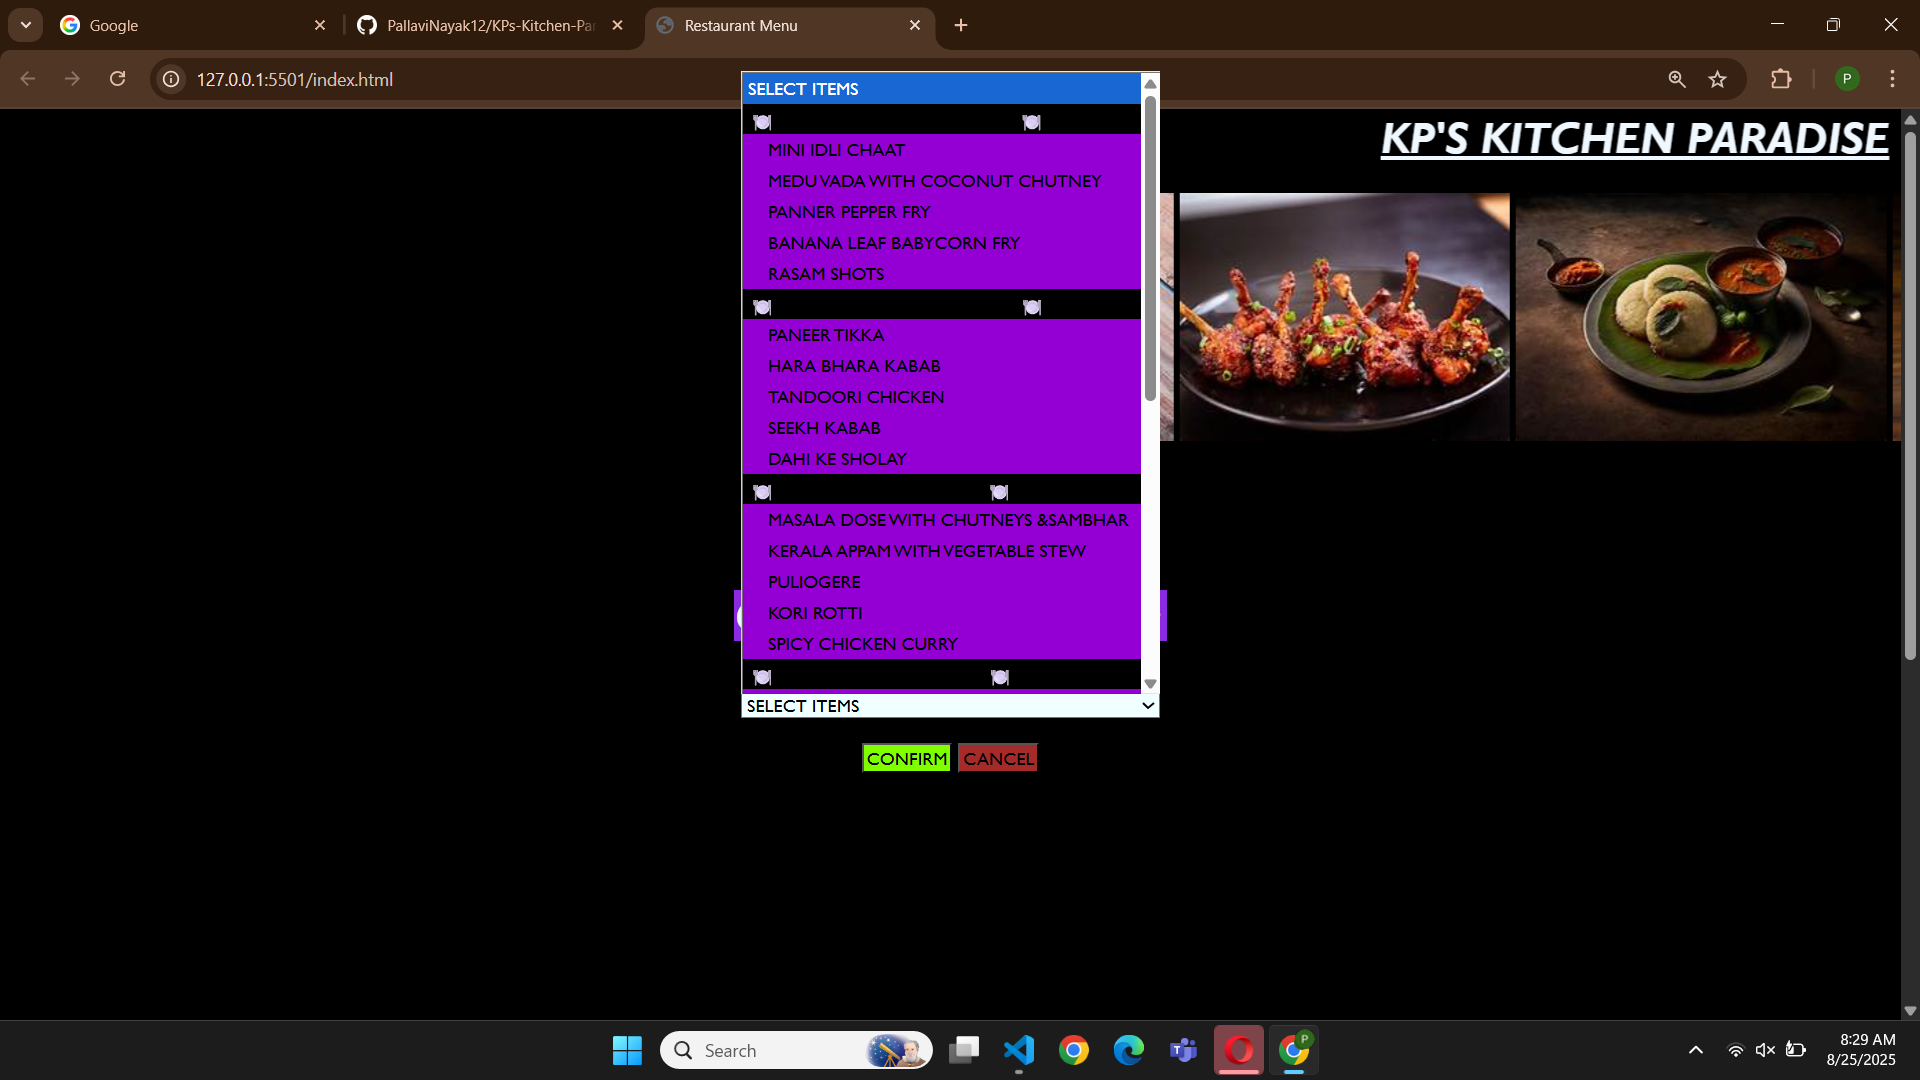 Google
PallaviNayak12/KPs-Kitchen-Pa
Restaurant Menu
127.0.0.1:5501/index.html
P
KP'S KITCHEN PARADISE
SELECT ITEMS
MINI IDLI CHAAT
MEDU VADA WITH COCONUT CHUTNEY
PANNER PEPPER FRY
BANANA LEAF BABYCORN FRY
RASAM SHOTS
PANEER TIKKA
HARA BHARA KABAB
TANDOORI CHICKEN
SEEKH KABAB
DAHI KE SHOLAY
MASALA DOSE WITH CHUTNEYS &SAMBHAR
KERALA APPAM WITH VEGETABLE STEW
PULIOGERE
KORI ROTTI
SPICY CHICKEN CURRY
SELECT ITEMS
CONFIRM CANCEL
Search
P
8:29 AM
8/25/2025